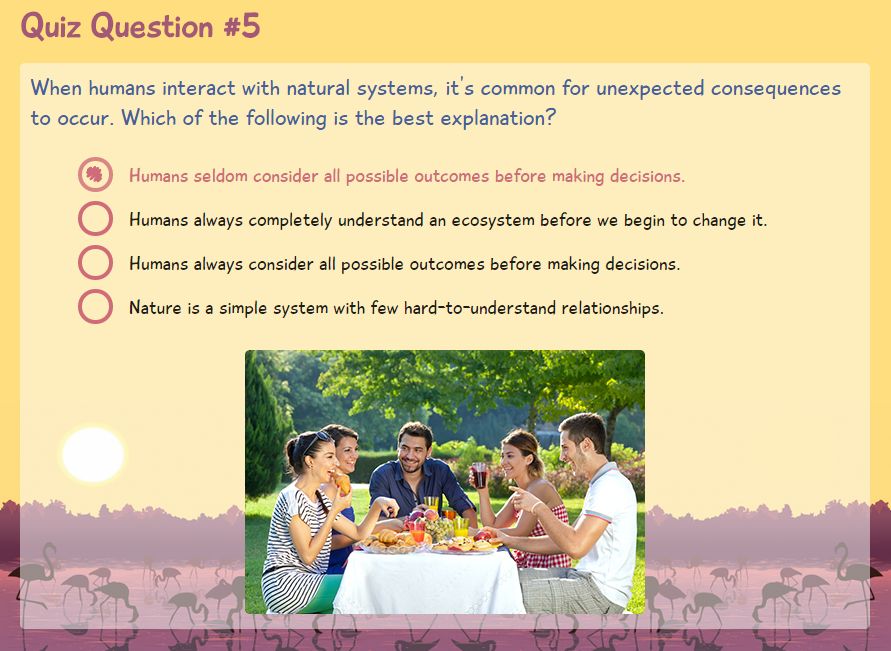 Quiz Question #5
When humans interact with natural systems, it's common for unexpected consequences
to occur. Which of the following is the best explanation?
Humans seldom consider all possible outcomes before making decisions.
Humans always completely understand an ecosystem before we begin to change it.
Humans always consider all possible outcomes before making decisions.
Nature is a simple system with few hard-to-understand relationships.